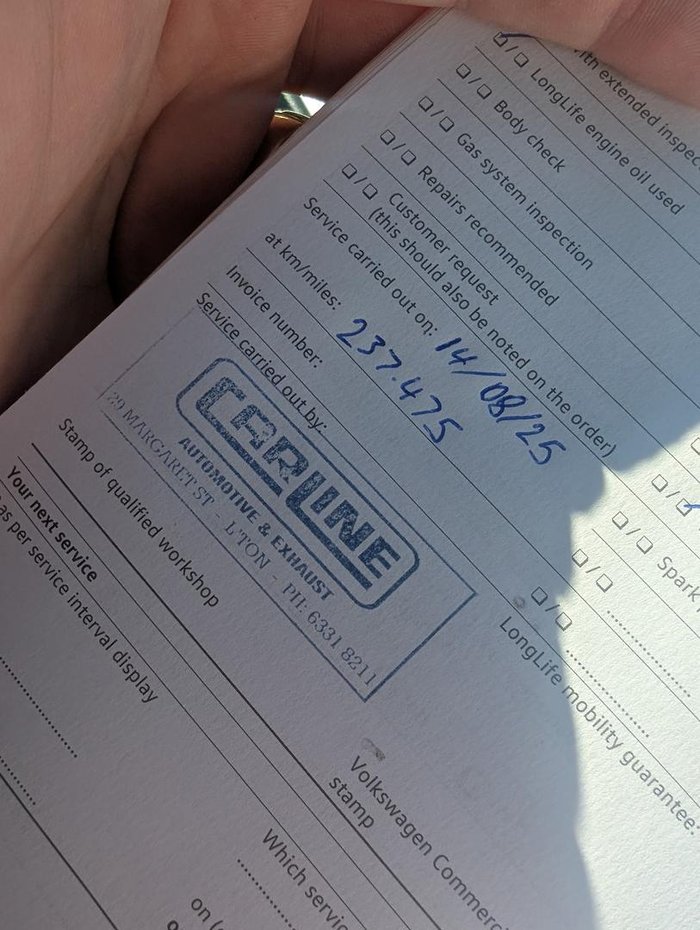 with extended inspec
LongLife engine oil used
Body check
Gas system inspection
Repairs recommended
Customer request
(this should also be noted on the order)
Service carried out on: 14/08/25
at km/miles: 237.475
Invoice number:
Service carried out by:
CARLINE
AUTOMOTIVE & EXHAUST
29 MARGARET ST - L'TON - PH: 6331 8211
Stamp of qualified workshop
Your next service
as per service interval display
Spark
LongLife mobility guarantee:
Volkswagen Commerc
stamp
Which servic
on (